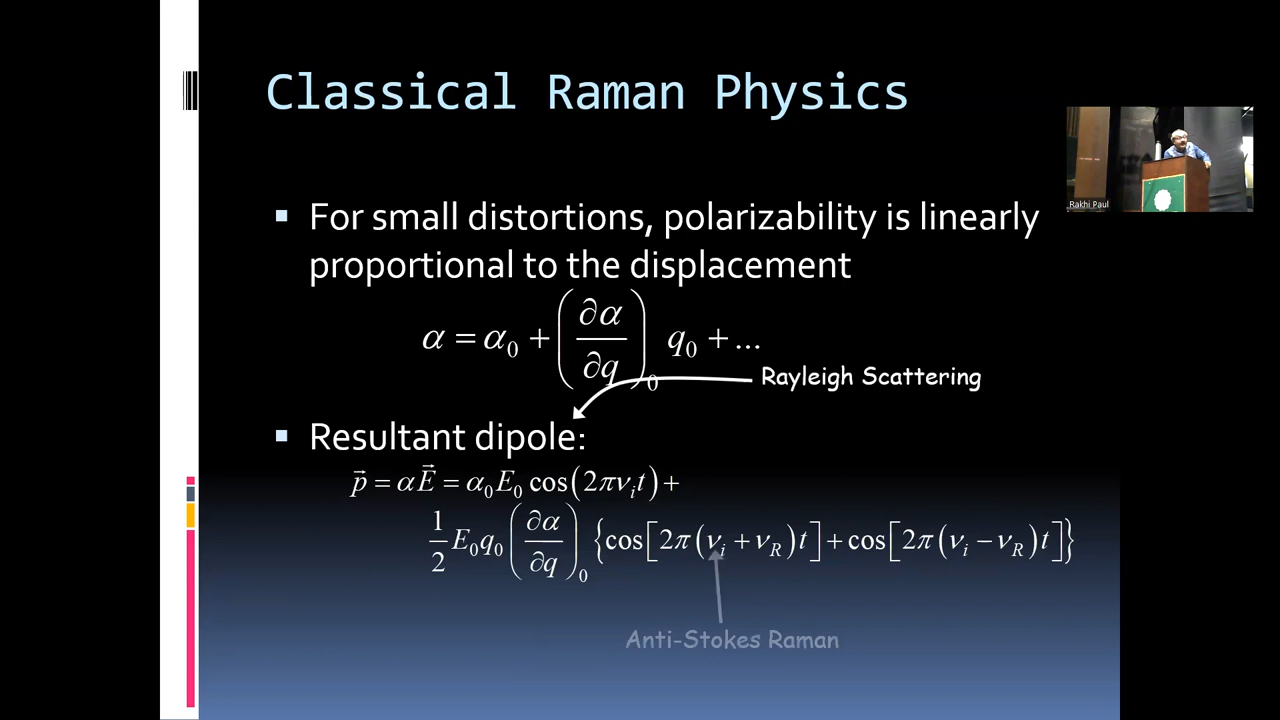 Classical Raman Physics
Rakhi Paul
▪ For small distortions, polarizability is linearly
proportional to the displacement
α = α₀ + (∂α/∂q)₀ q₀ + ...
Rayleigh Scattering
▪ Resultant dipole:
p⃗ = αE⃗ = α₀E₀ cos(2πνᵢt) +
1/2 E₀q₀ (∂α/∂q)₀ {cos[2π(νᵢ + ν_R)t] + cos[2π(νᵢ − ν_R)t]}
Anti-Stokes Raman